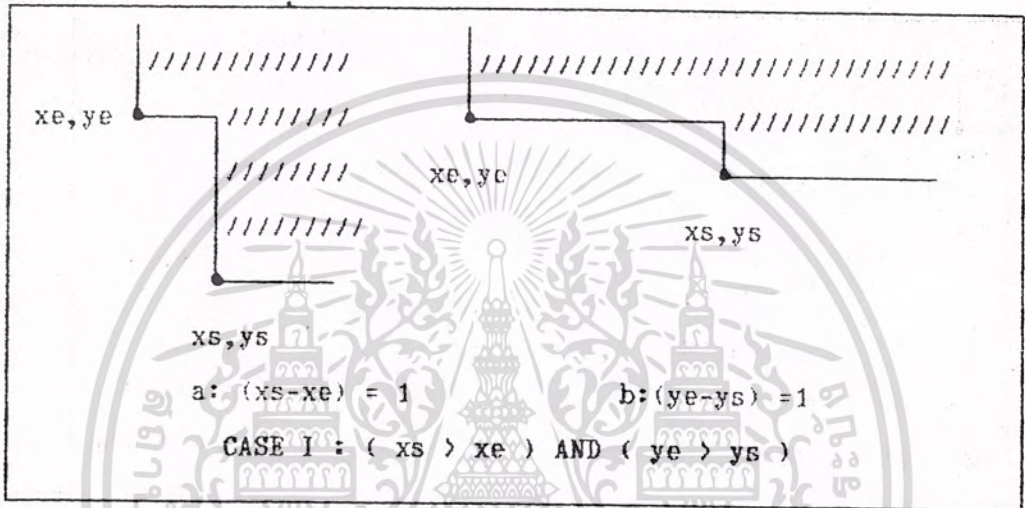 xe,ye
xe,ye
xs,ys
xs,ys
a: (xs-xe) = 1
b:(ye-ys) =1
CASE I : ( xs > xe ) AND ( ye > ys )